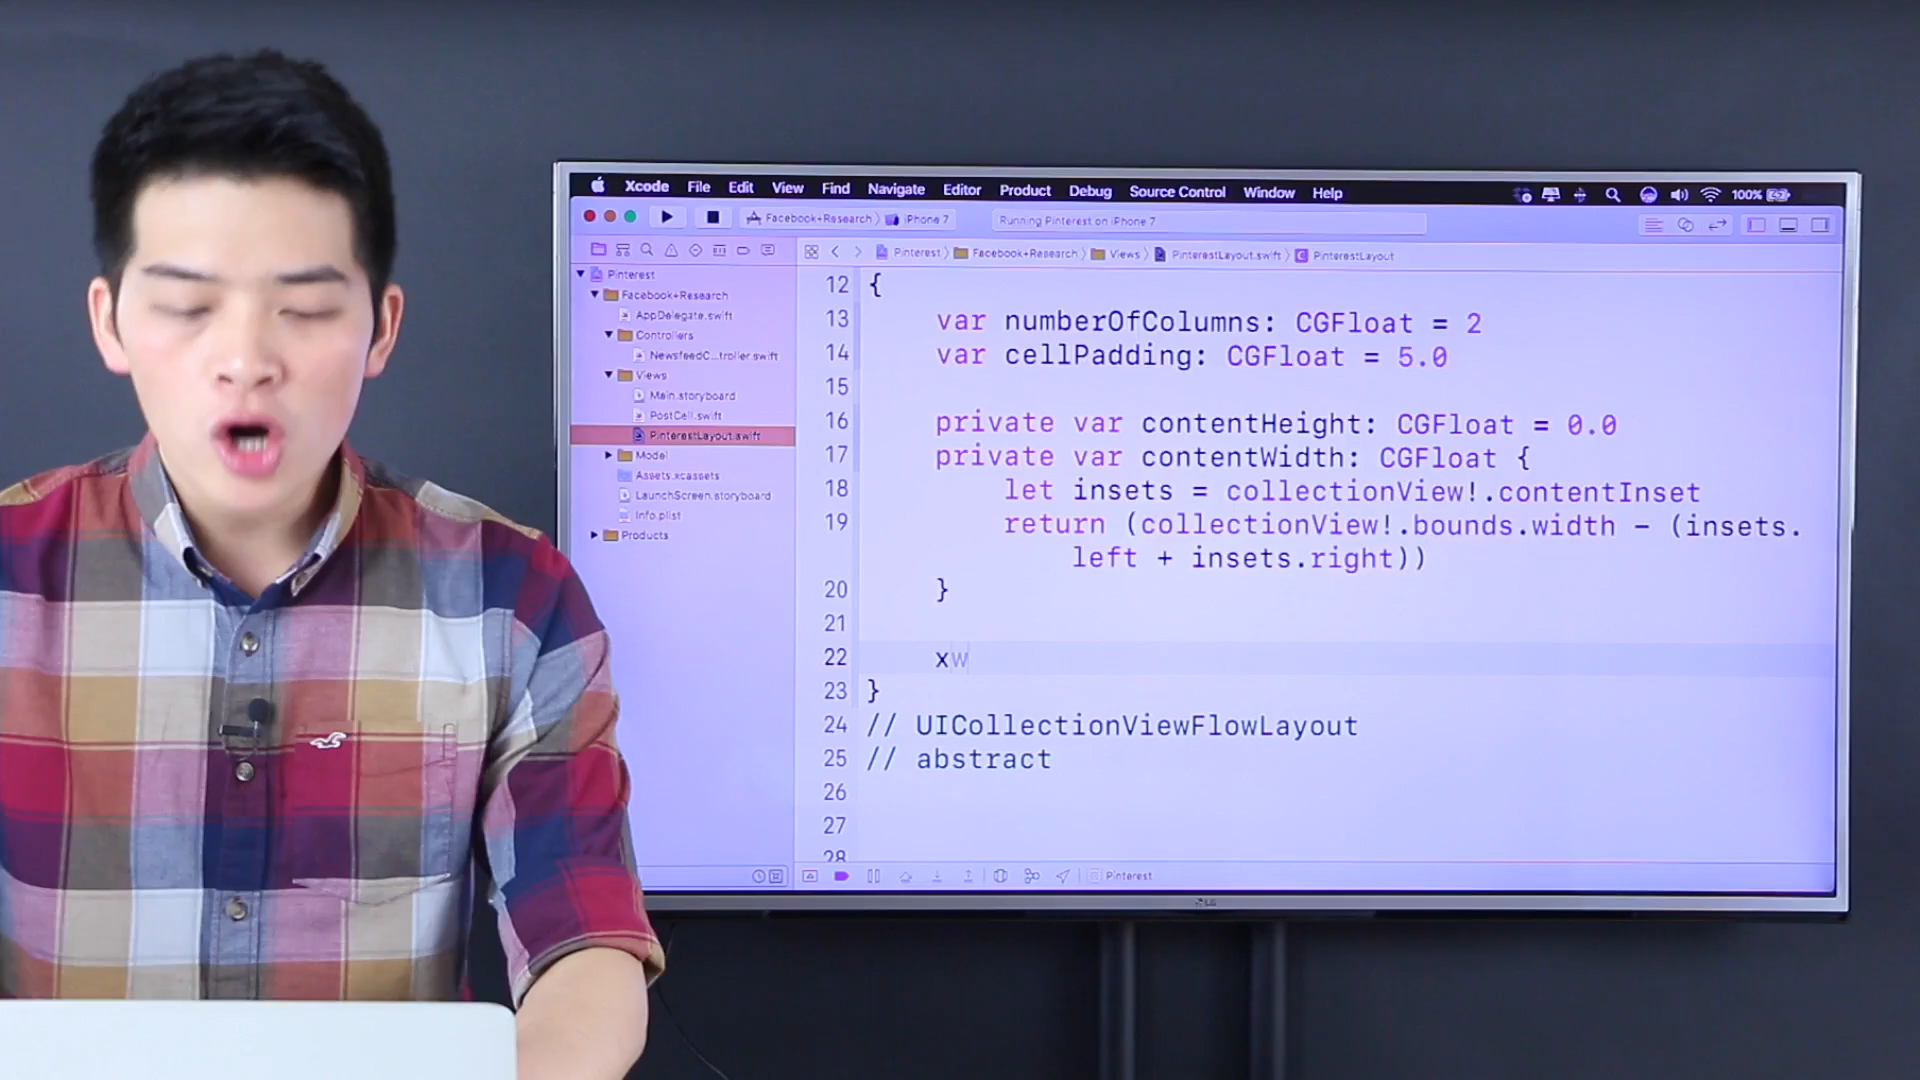 Xcode File Edit View Find Navigate Editor Product Debug Source Control Window Help 100%
Facebook+Research iPhone 7 Running Pinterest on iPhone 7
Pinterest Facebook+Research Views PinterestLayout.swift PinterestLayout
Pinterest
Facebook+Research
AppDelegate.swift
Controllers
NewsfeedC...troller.swift
Views
Main.storyboard
PostCell.swift
PinterestLayout.swift
Model
Assets.xcassets
LaunchScreen.storyboard
Info.plist
Products
12 {
13 var numberOfColumns: CGFloat = 2
14 var cellPadding: CGFloat = 5.0
15
16 private var contentHeight: CGFloat = 0.0
17 private var contentWidth: CGFloat {
18 let insets = collectionView!.contentInset
19 return (collectionView!.bounds.width - (insets.
left + insets.right))
20 }
21
22 xw
23 }
24 // UICollectionViewFlowLayout
25 // abstract
26
27
28
Pinterest
LG